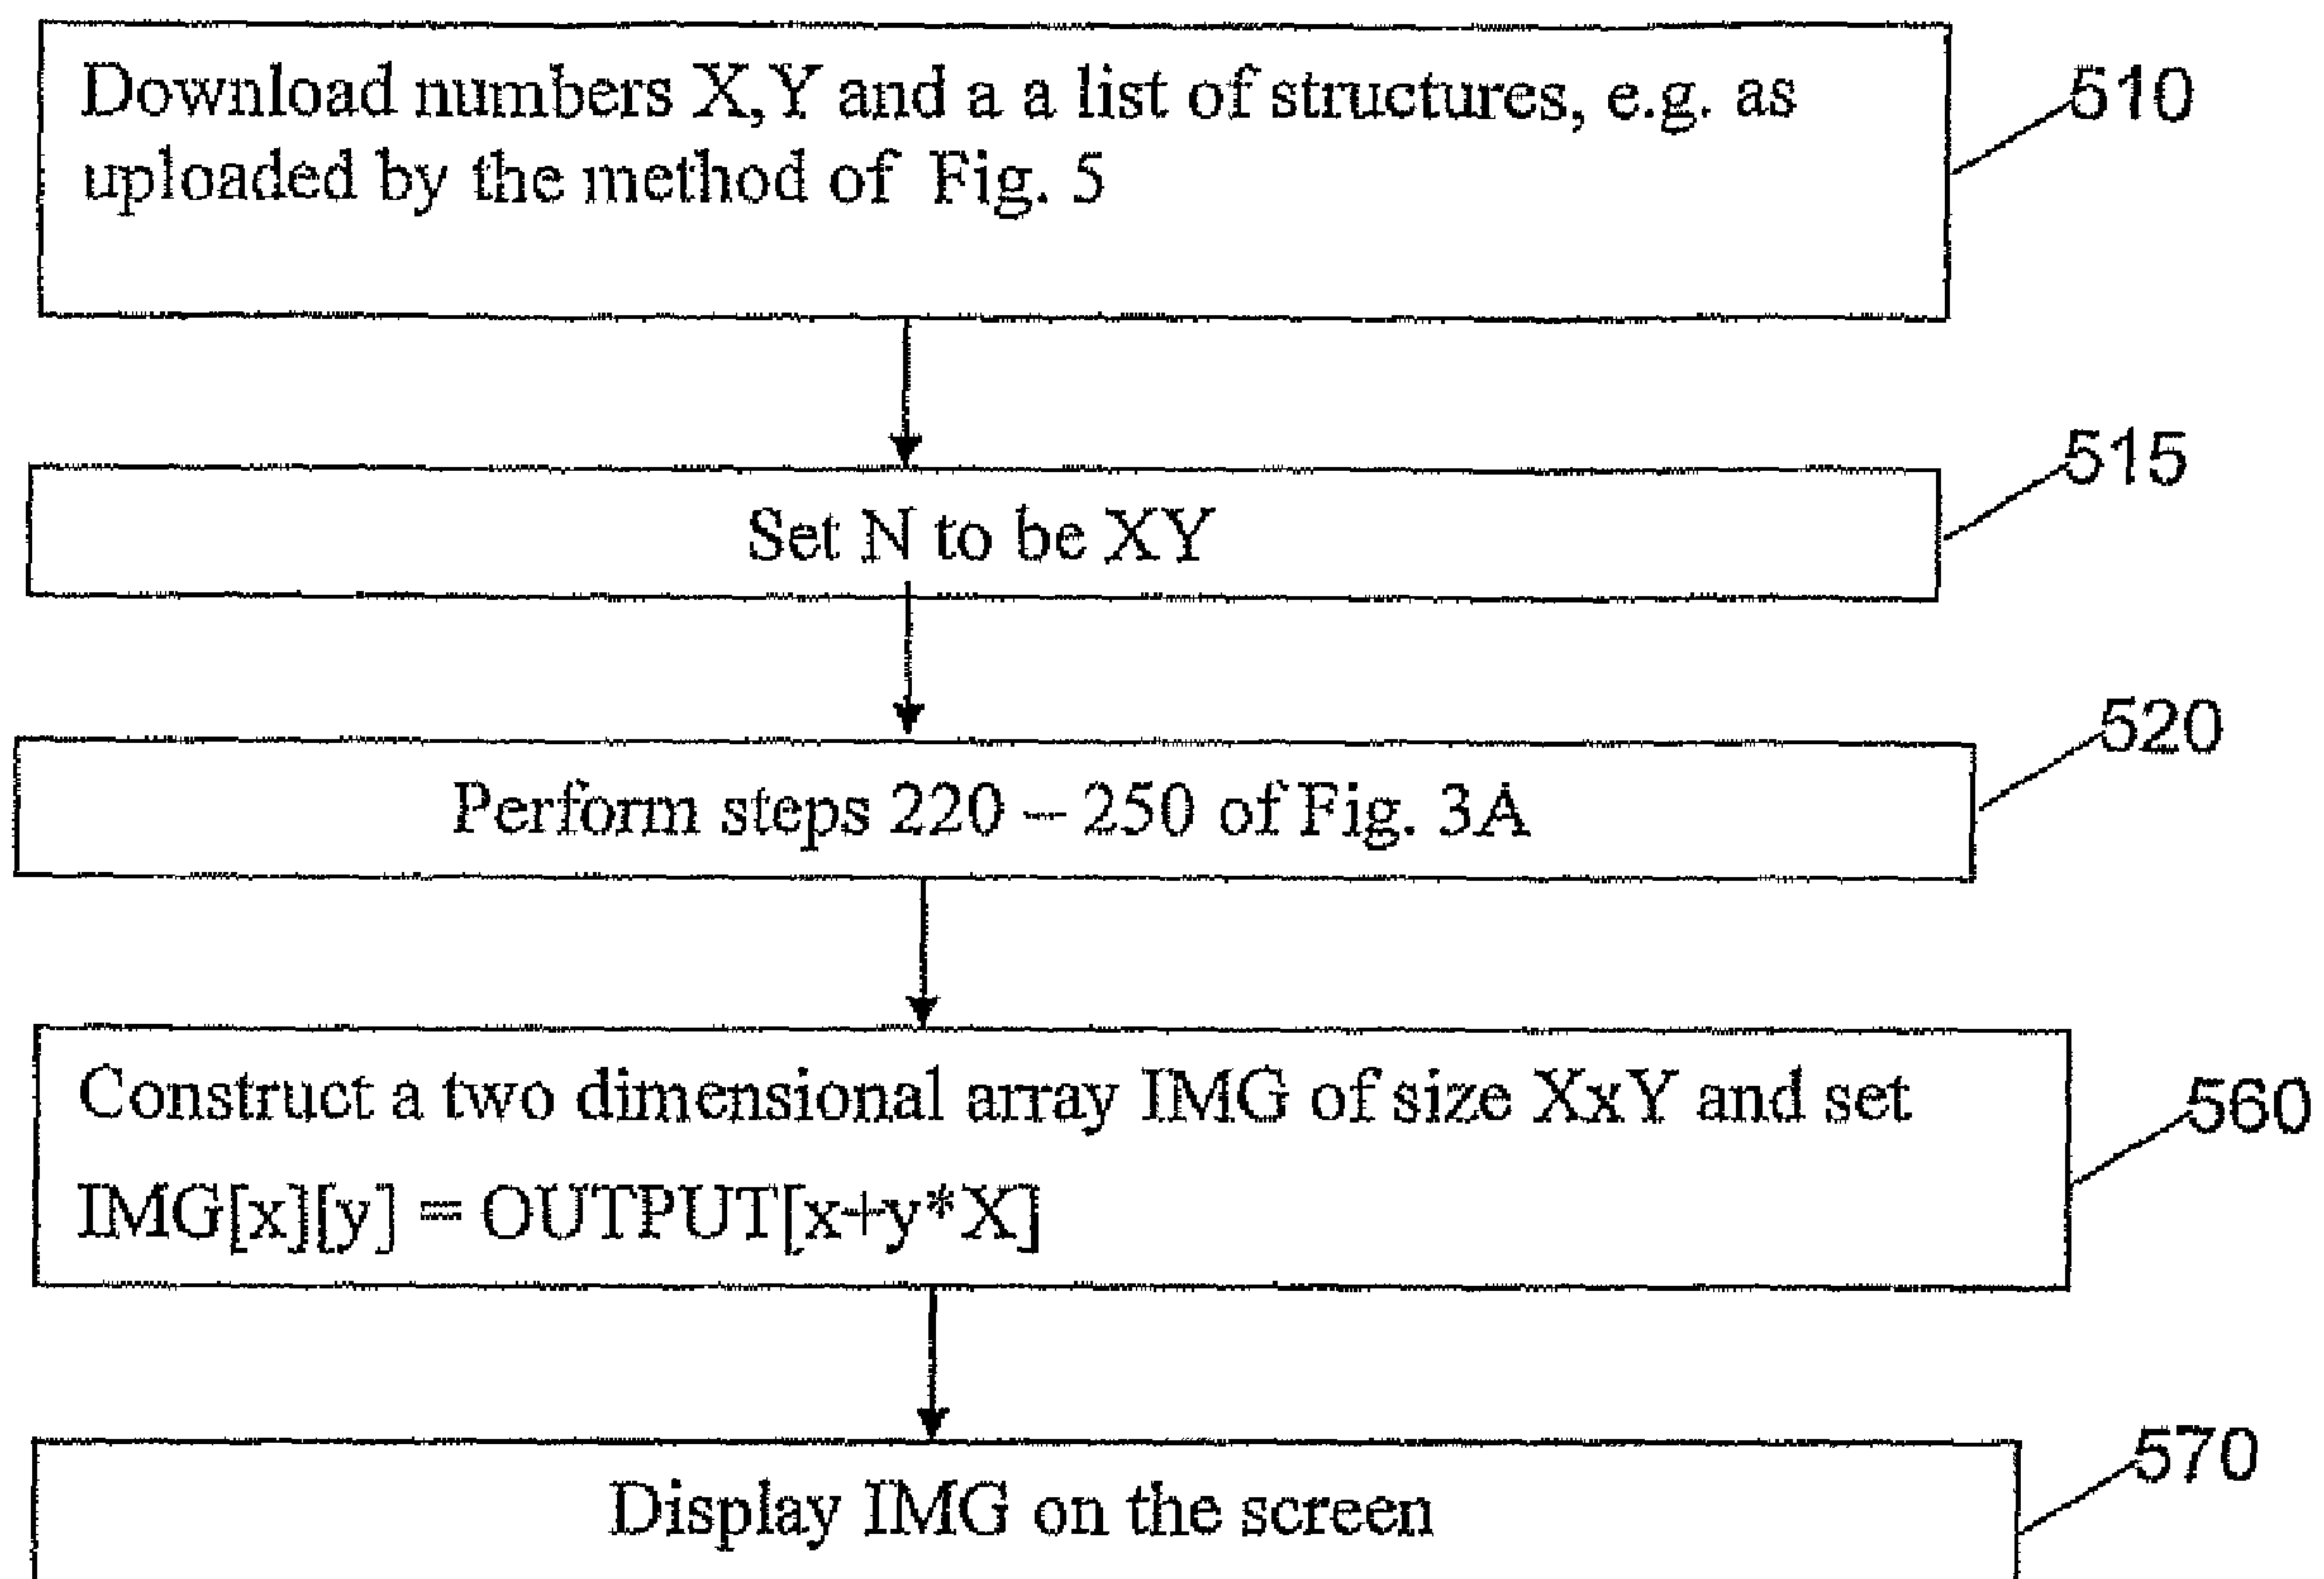 Download numbers X,Y and a a list of structures, e.g. as
uploaded by the method of Fig. 5
510
515
Set N to be XY
520
Perform steps 220 – 250 of Fig. 3A
Construct a two dimensional array IMG of size XxY and set
IMG[x][y] = OUTPUT[x+y*X]
560
570
Display IMG on the screen